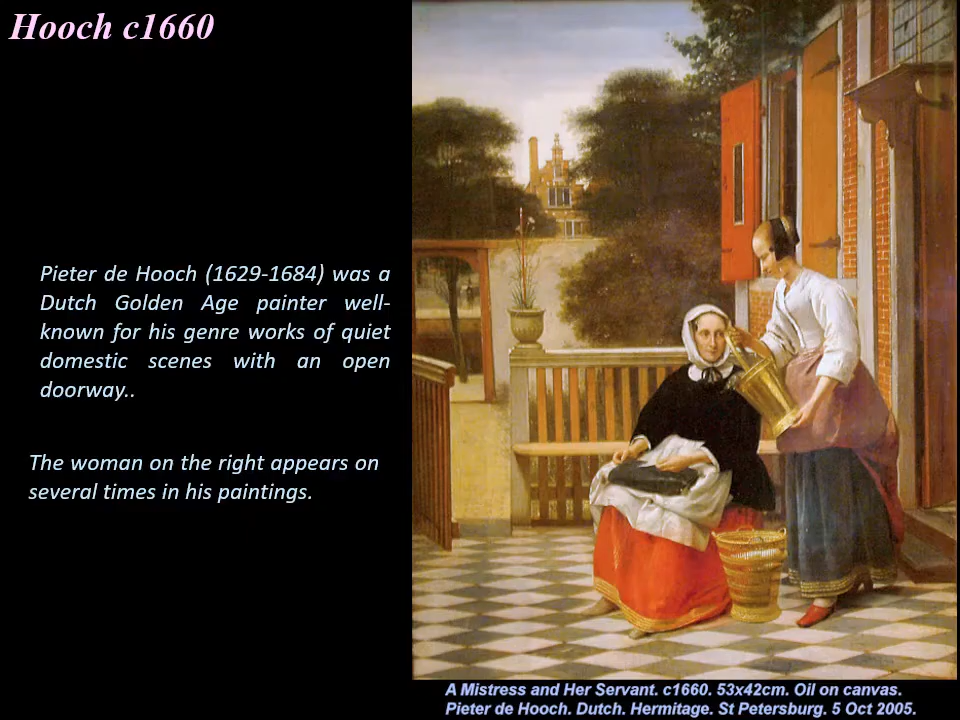 Hooch c1660
Pieter de Hooch (1629-1684) was a
Dutch Golden Age painter well-
known for his genre works of quiet
domestic scenes with an open
doorway..
The woman on the right appears on
several times in his paintings.
A Mistress and Her Servant. c1660. 53x42cm. Oil on canvas.
Pieter de Hooch. Dutch. Hermitage. St Petersburg. 5 Oct 2005.